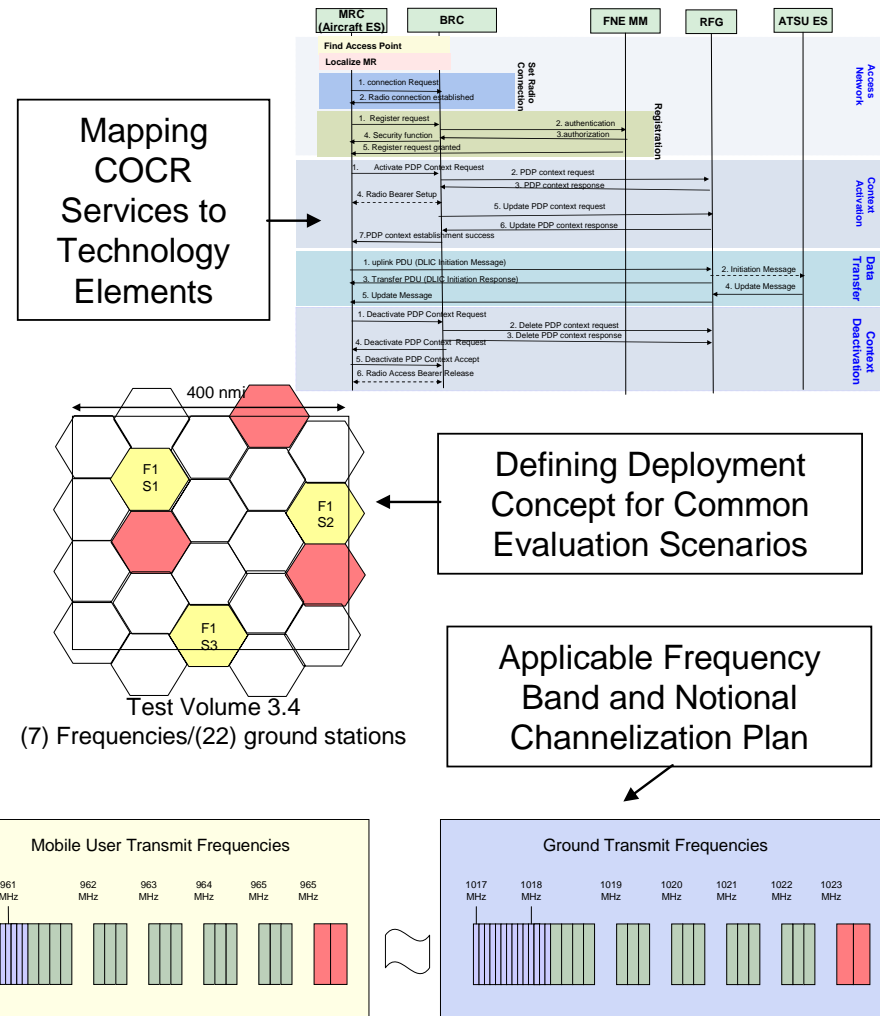 MRC
(Aircraft ES)
BRC
FNE MM
RFG
ATSU ES
Find Access Point
Localize MR
Set Radio
Connection
Access
Network
1. connection Request
2. Radio connection established
Registration
1. Register request
2. authentication
3.authorization
4. Security function
5. Register request granted
Mapping
COCR
Services to
Technology
Elements
1. Activate PDP Context Request
2. PDP context request
3. PDP context response
4. Radio Bearer Setup
5. Update PDP context request
6. Update PDP context response
7.PDP context establishment success
Context
Activation
1. uplink PDU (DLIC Initiation Message)
2. Initiation Message
3. Transfer PDU (DLIC Initiation Response)
4. Update Message
5. Update Message
Data
Transfer
1. Deactivate PDP Context Request
2. Delete PDP context request
3. Delete PDP context response
4. Deactivate PDP Context Request
5. Deactivate PDP Context Accept
6. Radio Access Bearer Release
Context
Deactivation
400 nmi
F1
S1
F1
S2
F1
S3
Defining Deployment
Concept for Common
Evaluation Scenarios
Test Volume 3.4
(7) Frequencies/(22) ground stations
Applicable Frequency
Band and Notional
Channelization Plan
Mobile User Transmit Frequencies
961
MHz
962
MHz
963
MHz
964
MHz
965
MHz
965
MHz
Ground Transmit Frequencies
1017
MHz
1018
MHz
1019
MHz
1020
MHz
1021
MHz
1022
MHz
1023
MHz